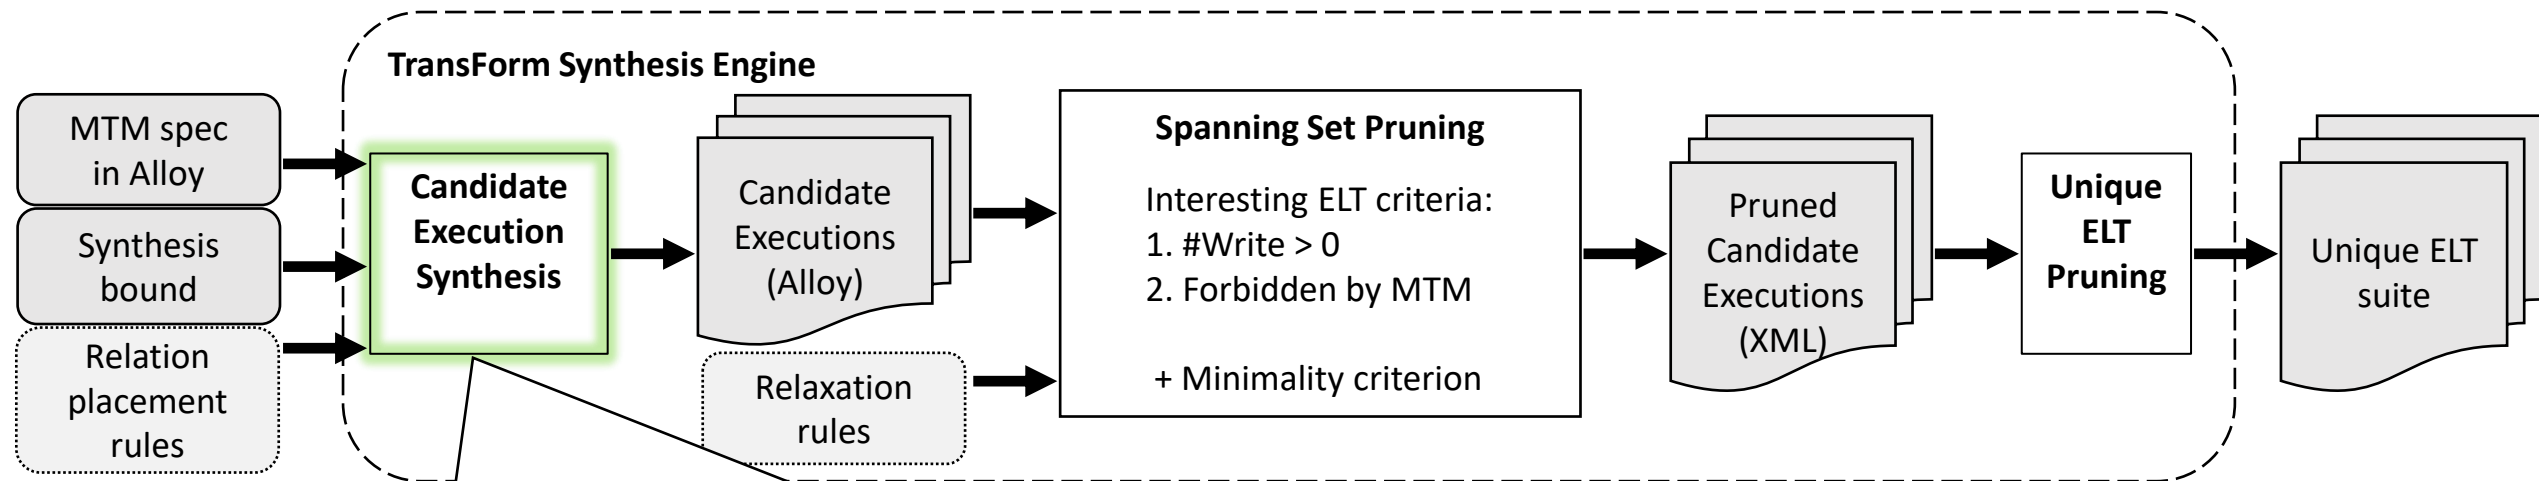 TransForm Synthesis Engine
MTM spec
in Alloy
Synthesis
bound
Relation
placement
rules
Candidate
Execution
Synthesis
Candidate
Executions
(Alloy)
Relaxation
rules
Spanning Set Pruning
Interesting ELT criteria:
1. #Write > 0
2. Forbidden by MTM
+ Minimality criterion
Pruned
Candidate
Executions
(XML)
Unique
ELT
Pruning
Unique ELT
suite